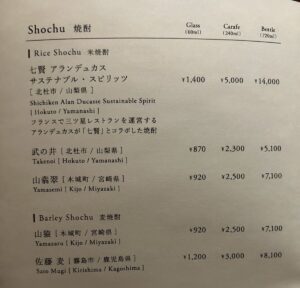 Shochu 焼酎
Glass Carafe Bottle
(60ml) (240ml) (720ml)
Rice Shochu 米焼酎
七賢 アランデュカス
サステナブル・スピリッツ ¥1,400 ¥5,000 ¥14,000
[ 北杜市 / 山梨県 ]
Shichiken Alan Ducasse Sustainable Spirit
[ Hokuto / Yamanashi ]
フランスで三ツ星レストランを運営する
アランデュカスが「七賢」とコラボした焼酎
武の井 [ 北杜市 / 山梨県 ] ¥870 ¥2,300 ¥5,100
Takenoi [ Hokuto / Yamanashi ]
山翡翠 [ 木城町 / 宮崎県 ] ¥920 ¥2,500 ¥7,100
Yamasemi [ Kijo / Miyazaki ]
Barley Shochu 麦焼酎
山猿 [ 木城町 / 宮崎県 ] ¥920 ¥2,500 ¥7,100
Yamazaru [ Kijo / Miyazaki ]
佐藤 麦 [ 霧島市 / 鹿児島県 ] ¥1,200 ¥3,000 ¥8,100
Sato Mugi [ Kirishima / Kagoshima ]